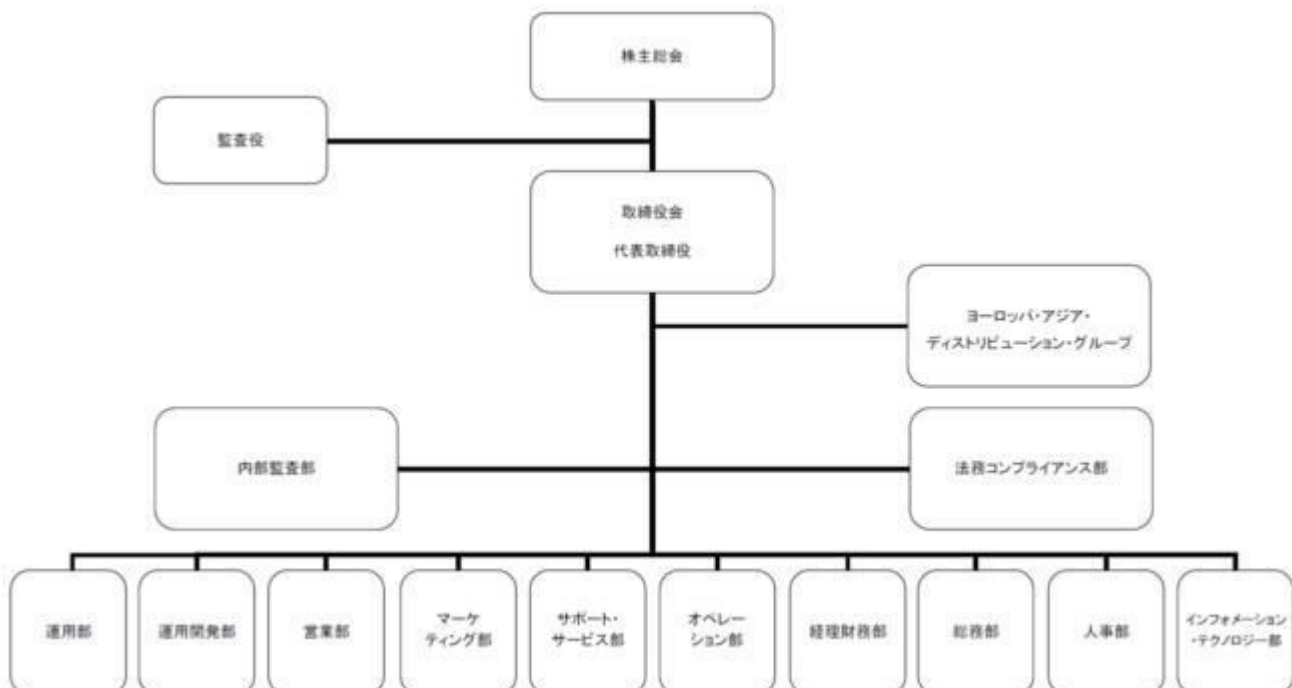 株主総会
監査役
取締役会
代表取締役
ヨーロッパ・アジア・
ディストリビューション・グループ
内部監査部
法務コンプライアンス部
運用部
運用開発部
営業部
マーケ
ティング部
サポート・
サービス部
オペレー
ション部
経理財務部
総務部
人事部
インフォメーション
・テクノロジー部